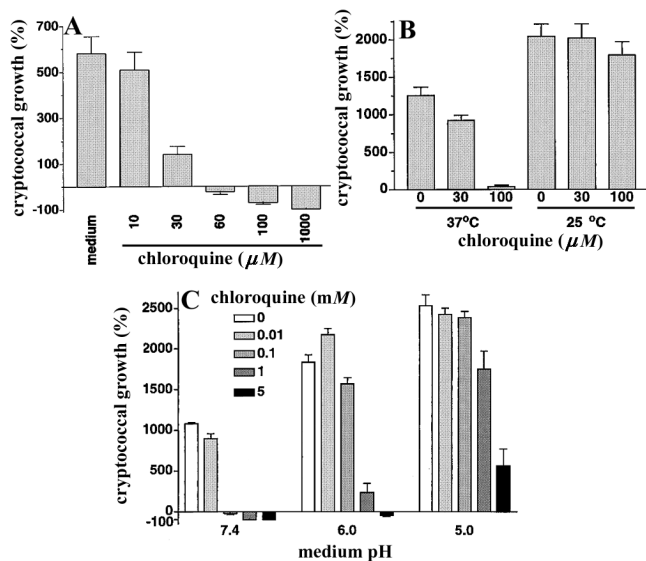 A
cryptococcal growth (%)
700
500
300
100
-100
medium
10
30
60
100
1000
chloroquine (μM)
B
cryptococcal growth (%)
2000
1500
1000
500
0
0 30 100 0 30 100
37°C 25 °C
chloroquine (μM)
C
chloroquine (mM)
0
0.01
0.1
1
5
cryptococcal growth (%)
2500
2000
1500
1000
500
0
-100
7.4 6.0 5.0
medium pH